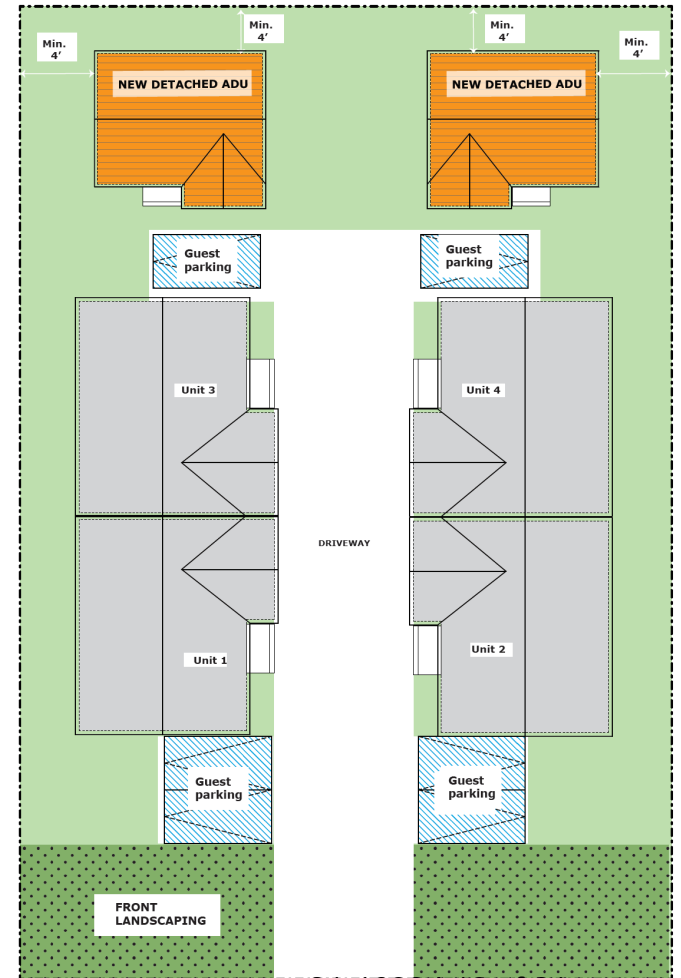 Min.
4’
Min.
4’
Min.
4’
Min.
4’
NEW DETACHED ADU
NEW DETACHED ADU
Guest
parking
Guest
parking
Unit 3
Unit 4
DRIVEWAY
Unit 1
Unit 2
Guest
parking
Guest
parking
FRONT
LANDSCAPING